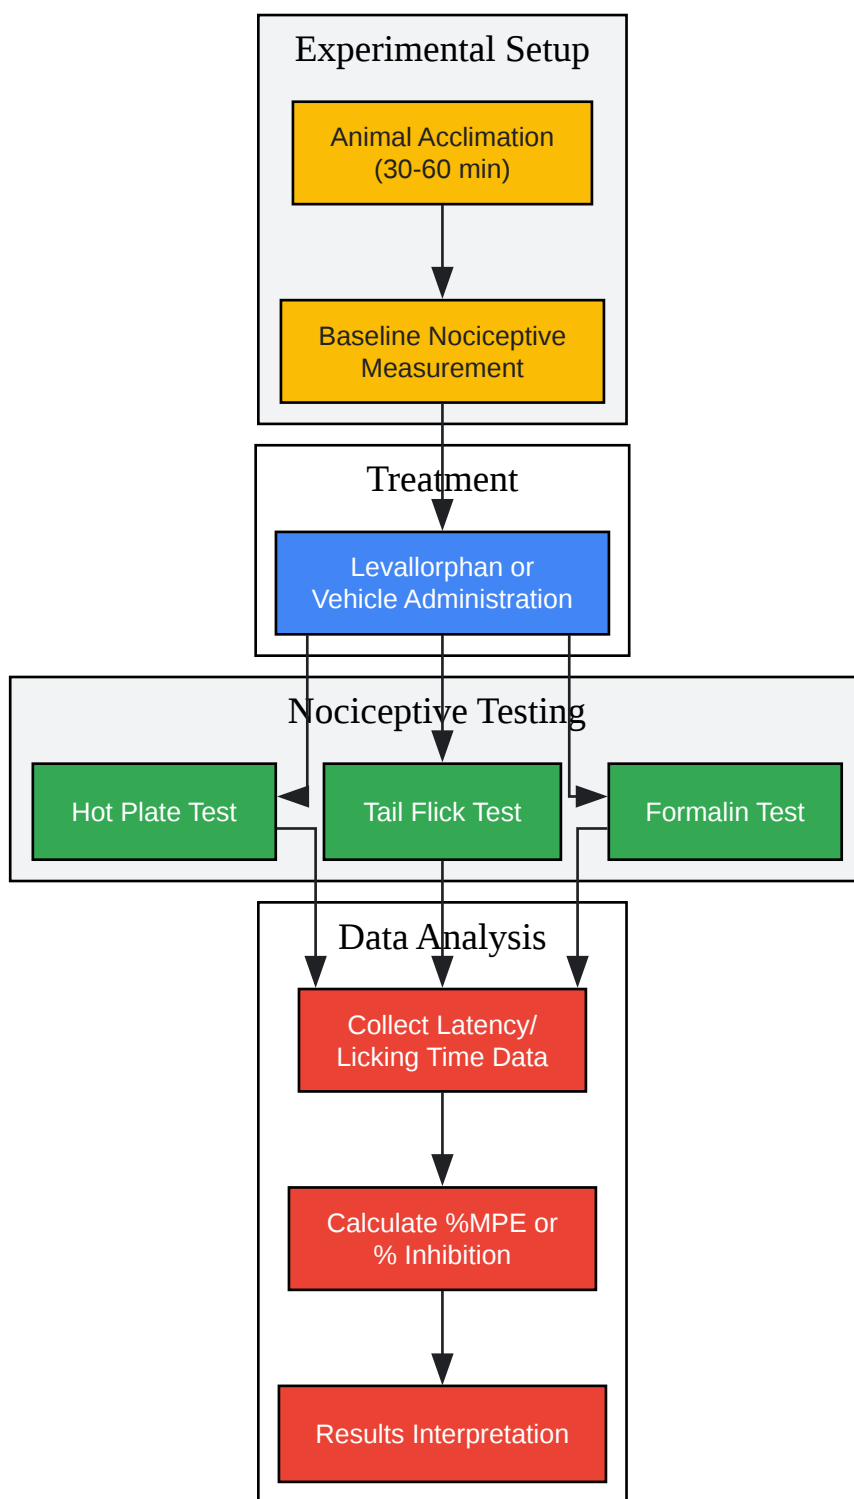 Experimental Setup
Animal Acclimation
(30-60 min)
Baseline Nociceptive
Measurement
Treatment
Levallorphan or
Vehicle Administration
Nociceptive Testing
Hot Plate Test
Tail Flick Test
Formalin Test
Data Analysis
Collect Latency/
Licking Time Data
Calculate %MPE or
% Inhibition
Results Interpretation